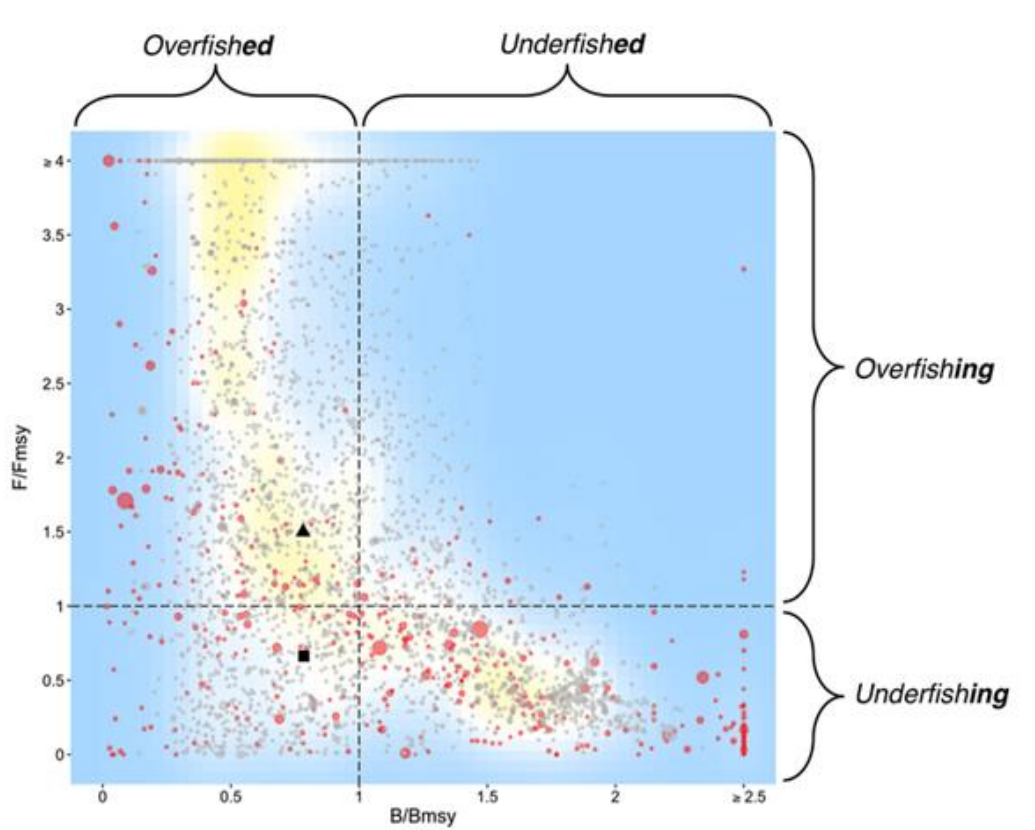 Overfished
Underfished
≥4
3.5
3
2.5
2
1.5
1
0.5
0
F/Fmsy
Overfishing
Underfishing
0
0.5
1
1.5
2
≥2.5
B/Bmsy